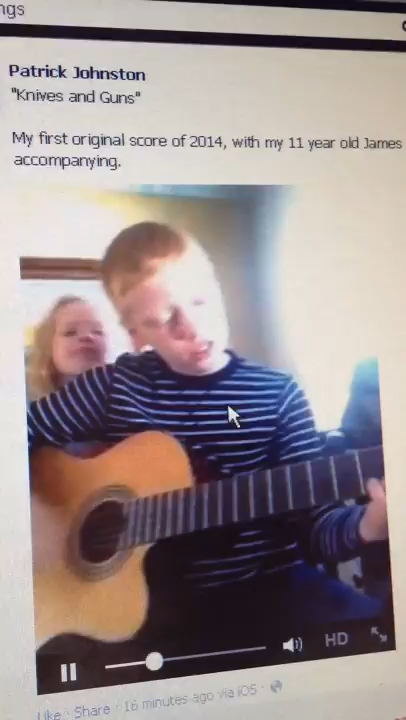 ngs
Patrick Johnston
"Knives and Guns"
My first original score of 2014, with my 11 year old James
accompanying.
HD
Like · Share · 16 minutes ago via iOS ·